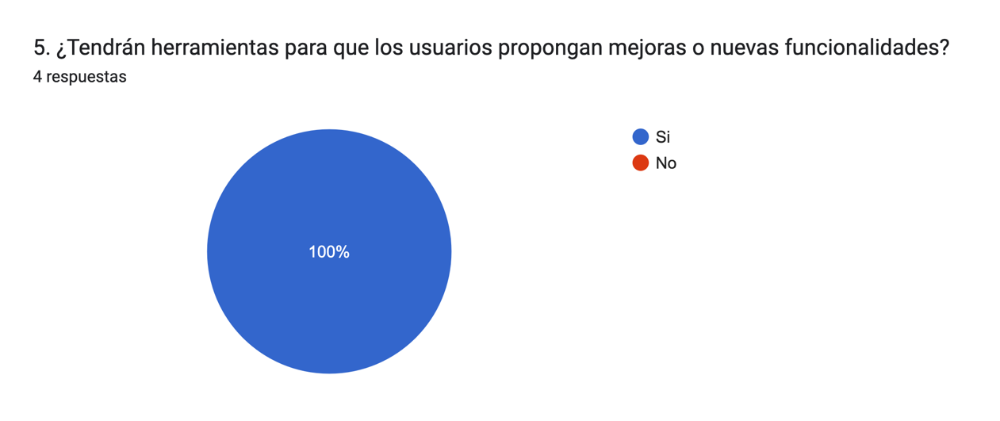 5. ¿Tendrán herramientas para que los usuarios propongan mejoras o nuevas funcionalidades?
4 respuestas
Si
No
100%